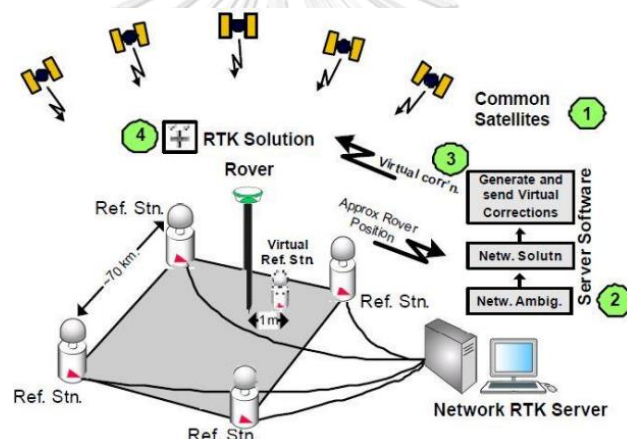 Common
Satellites
1
4
RTK Solution
3
Virtual corr'n.
Generate and
send Virtual
Corrections
Server Software
Rover
Approx Rover
Position
Netw. Solutn
Ref. Stn.
Virtual
Ref. Stn.
~70 km.
1m
Ref. Stn.
Netw. Ambig.
2
Ref. Stn.
Ref. Stn.
Network RTK Server